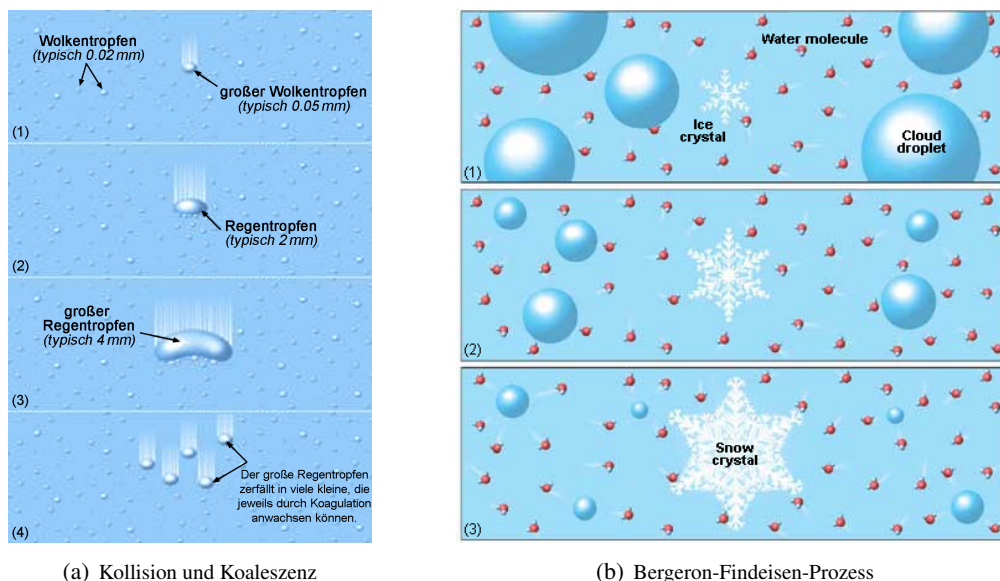 Wolkentropfen
(typisch 0.02 mm)
großer Wolkentropfen
(typisch 0.05 mm)
(1)
Regentropfen
(typisch 2 mm)
(2)
großer
Regentropfen
(typisch 4 mm)
(3)
Der große Regentropfen
zerfällt in viele kleine, die
jeweils durch Koagulation
anwachsen können.
(4)
(a) Kollision und Koaleszenz
Water molecule
Ice
crystal
Cloud
droplet
(1)
(2)
Snow
crystal
(3)
(b) Bergeron-Findeisen-Prozess